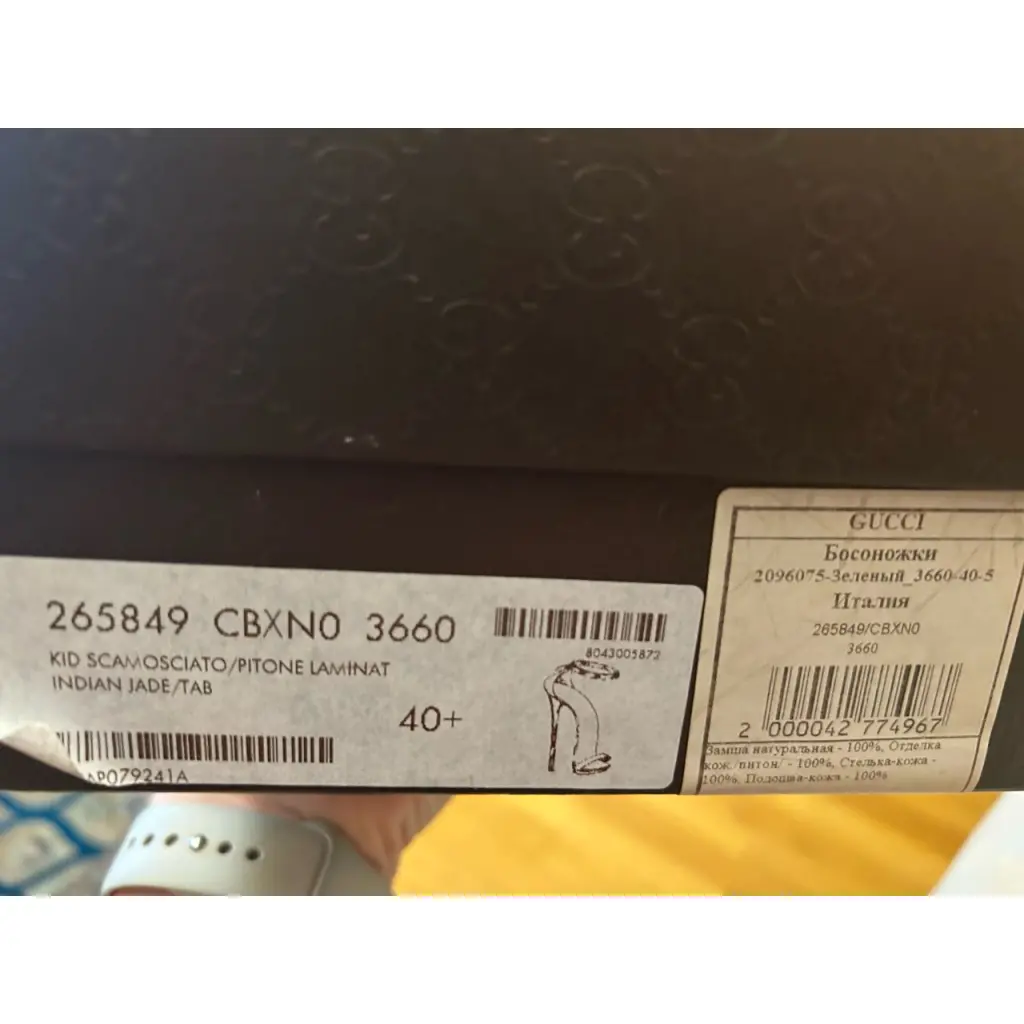 265849 CBXN0 3660
8043005872
KID SCAMOSCIATO/PITONE LAMINAT
INDIAN JADE/TAB
40+
AP079241A
GUCCI
Босоножки
2096075-Зеленый_3660-40-5
Италия
265849/CBXN0
3660
2 000042 774967
Замша натуральная - 100%, Отделка
кож./питон/ - 100%, Стелька-кожа -
100%, Подошва-кожа - 100%